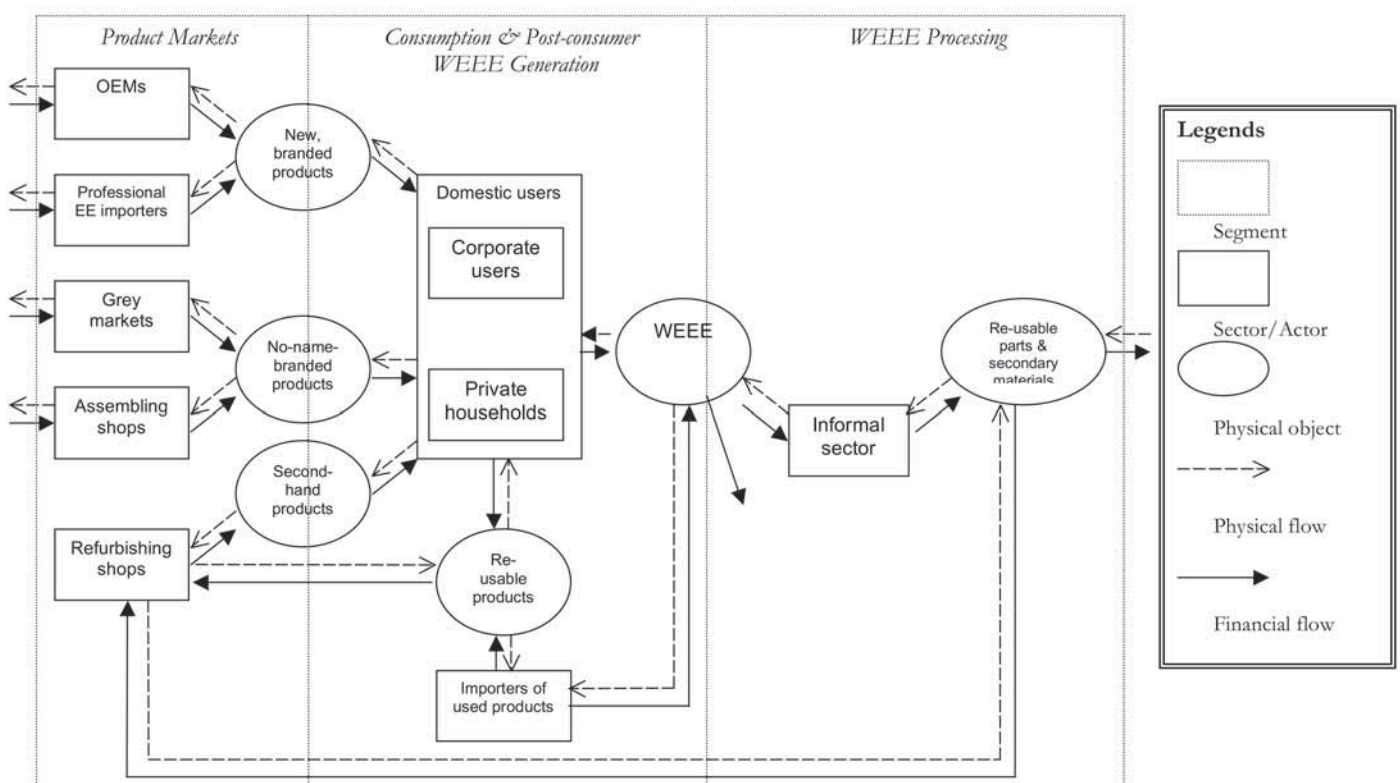 Product Markets
Consumption & Post-consumer
WEEE Generation
WEEE Processing
OEMs
New,
branded
products
Professional
EE importers
Domestic users
Corporate
users
Grey
markets
No-name-
branded
products
Private
households
Assembling
shops
Second-
hand
products
Refurbishing
shops
Re-
usable
products
Importers of
used products
WEEE
Informal
sector
Re-usable
parts &
secondary
materials
Legends
Segment
Sector/Actor
Physical object
Physical flow
Financial flow